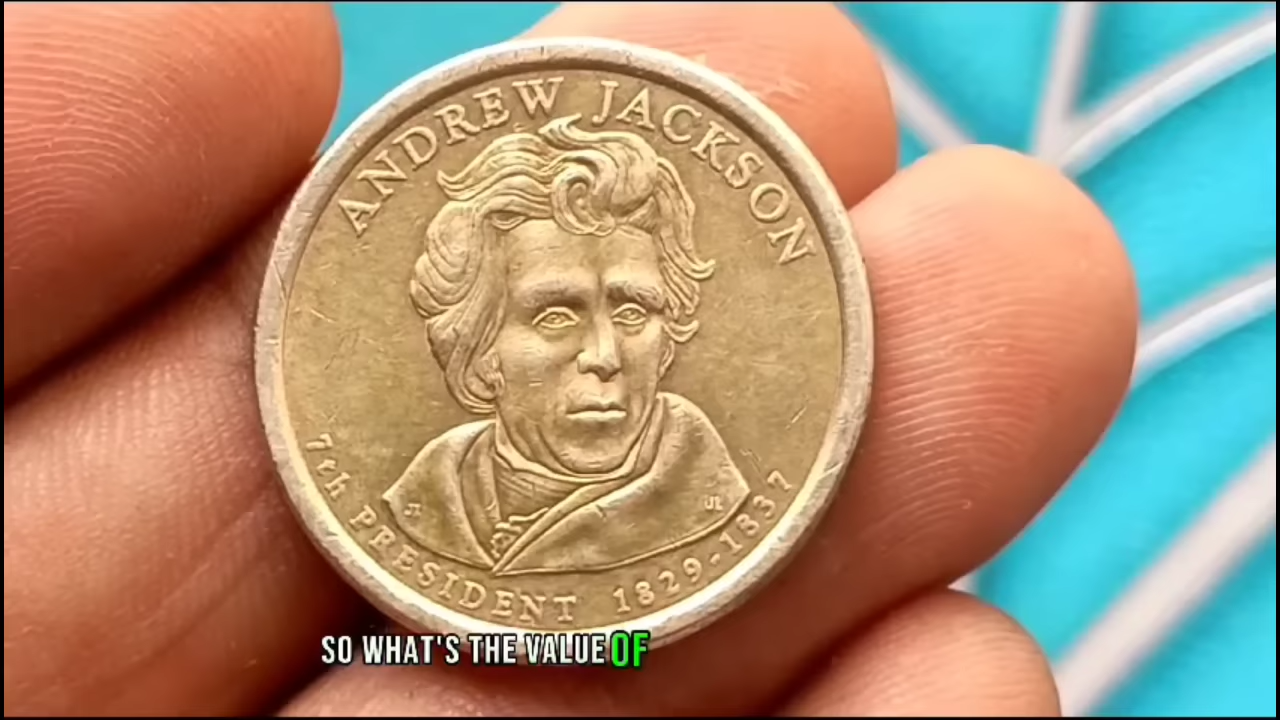 ANDREW JACKSON
7th PRESIDENT 1829-1837
SO WHAT'S THE VALUE OF